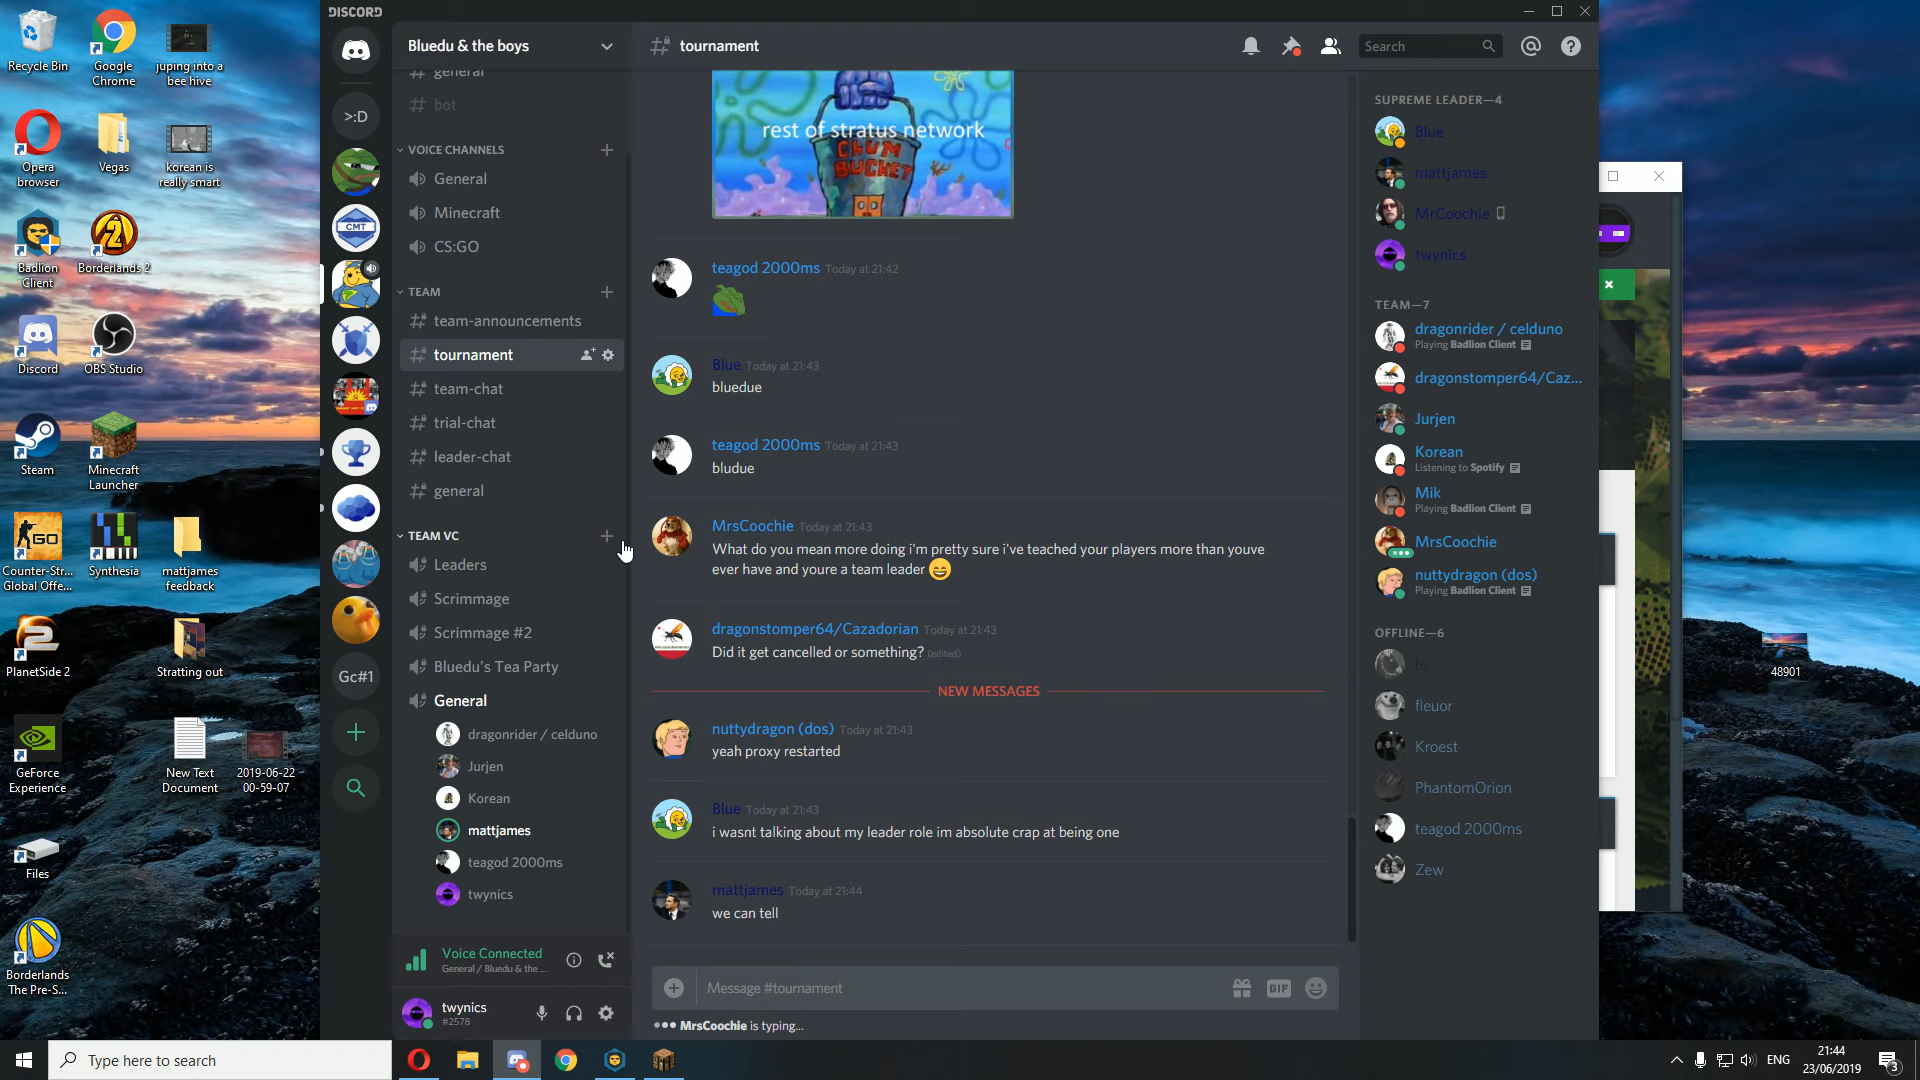 Recycle Bin
Google
Chrome
juping into a
bee hive
Opera
browser
Vegas
korean is
really smart
Badlion
Client
Borderlands 2
Discord
OBS Studio
Steam
Minecraft
Launcher
Counter-Str...
Global Offe...
Synthesia
mattjames
feedback
PlanetSide 2
Stratting out
GeForce
Experience
New Text
Document
2019-06-22
00-59-07
Files
Borderlands
The Pre-S...
DISCORD
>:D
CMT
Gc#1
Bluedu & the boys
general
bot
VOICE CHANNELS
General
Minecraft
CS:GO
TEAM
team-announcements
tournament
team-chat
trial-chat
leader-chat
general
TEAM VC
Leaders
Scrimmage
Scrimmage #2
Bluedu's Tea Party
General
dragonrider / celduno
Jurjen
Korean
mattjames
teagod 2000ms
twynics
Voice Connected
General / Bluedu & the ...
twynics
#2578
tournament
Search
rest of stratus network
CHUM
BUCKET
teagod 2000ms Today at 21:42
Blue Today at 21:43
bluedue
teagod 2000ms Today at 21:43
bludue
MrsCoochie Today at 21:43
What do you mean more doing i'm pretty sure i've teached your players more than youve
ever have and youre a team leader
dragonstomper64/Cazadorian Today at 21:43
Did it get cancelled or something? (edited)
NEW MESSAGES
nuttydragon (dos) Today at 21:43
yeah proxy restarted
Blue Today at 21:43
i wasnt talking about my leader role im absolute crap at being one
mattjames Today at 21:44
we can tell
Message #tournament
GIF
MrsCoochie is typing...
SUPREME LEADER—4
Blue
mattjames
MrCoochie
twynics
TEAM—7
dragonrider / celduno
Playing Badlion Client
dragonstomper64/Caz...
Jurjen
Korean
Listening to Spotify
Mik
Playing Badlion Client
MrsCoochie
nuttydragon (dos)
Playing Badlion Client
OFFLINE—6
bj
fleuor
Kroest
PhantomOrion
teagod 2000ms
Zew
48901
Type here to search
ENG
21:44
23/06/2019
3